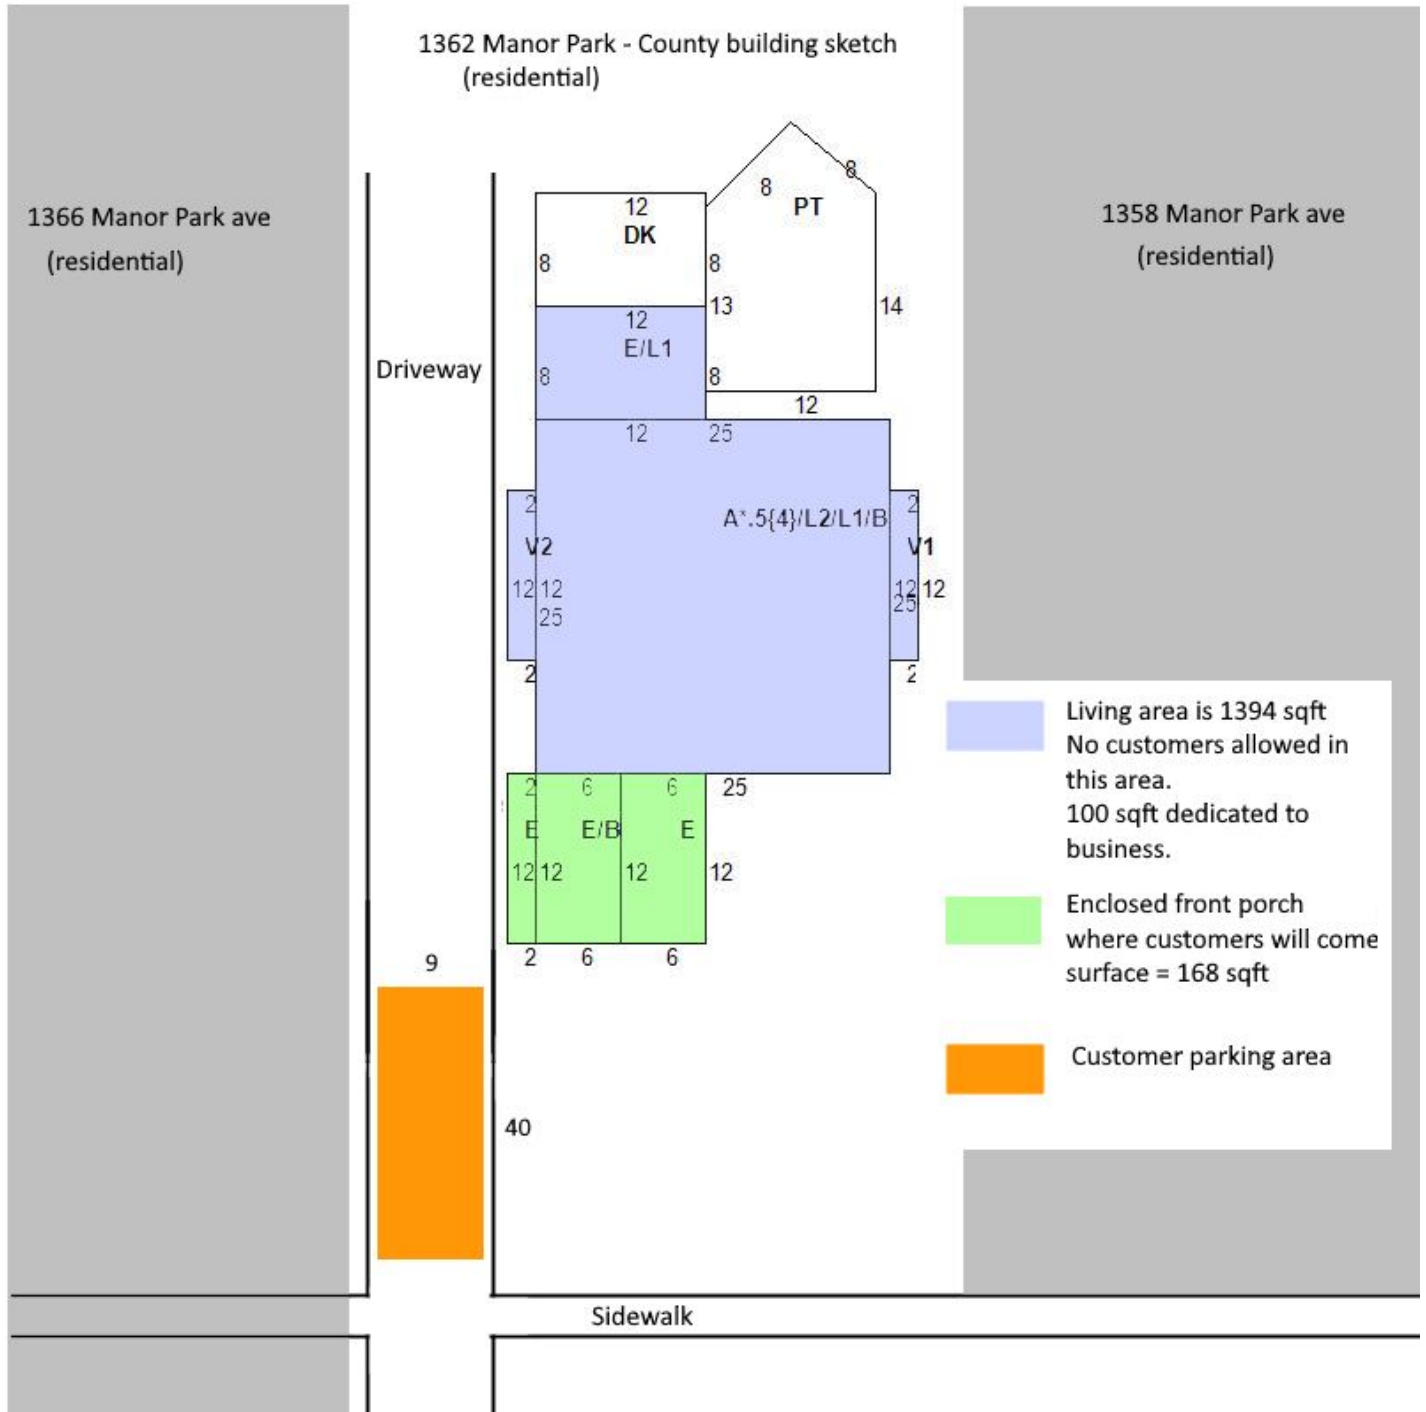 1362 Manor Park - County building sketch
(residential)
1366 Manor Park ave
(residential)
1358 Manor Park ave
(residential)
8
8
PT
12
DK
8
8
13
14
12
E/L1
8
8
12
Driveway
12
25
A*.5{4}/L2/L1/B
2
V2
12 12
25
2
2
V1
12 12
25
2
2
6
6
25
E
E/B
E
12 12
12
12
2
6
6
9
40
Living area is 1394 sqft
No customers allowed in
this area.
100 sqft dedicated to
business.
Enclosed front porch
where customers will come
surface = 168 sqft
Customer parking area
Sidewalk